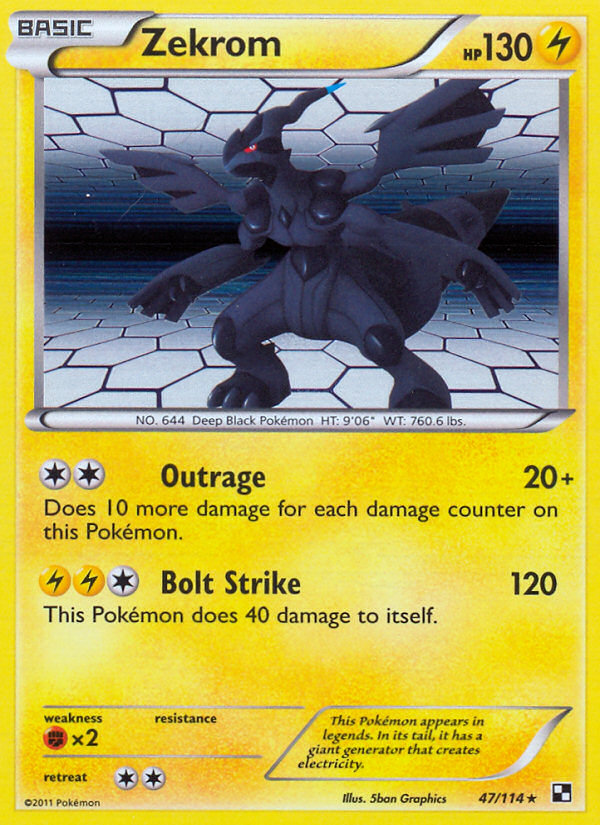 BASIC
Zekrom
HP130
NO. 644 Deep Black Pokémon HT: 9'06" WT: 760.6 lbs.
Outrage 20+
Does 10 more damage for each damage counter on
this Pokémon.
Bolt Strike 120
This Pokémon does 40 damage to itself.
weakness resistance
×2
retreat
This Pokémon appears in
legends. In its tail, it has a
giant generator that creates
electricity.
©2011 Pokémon Illus. 5ban Graphics 47/114★